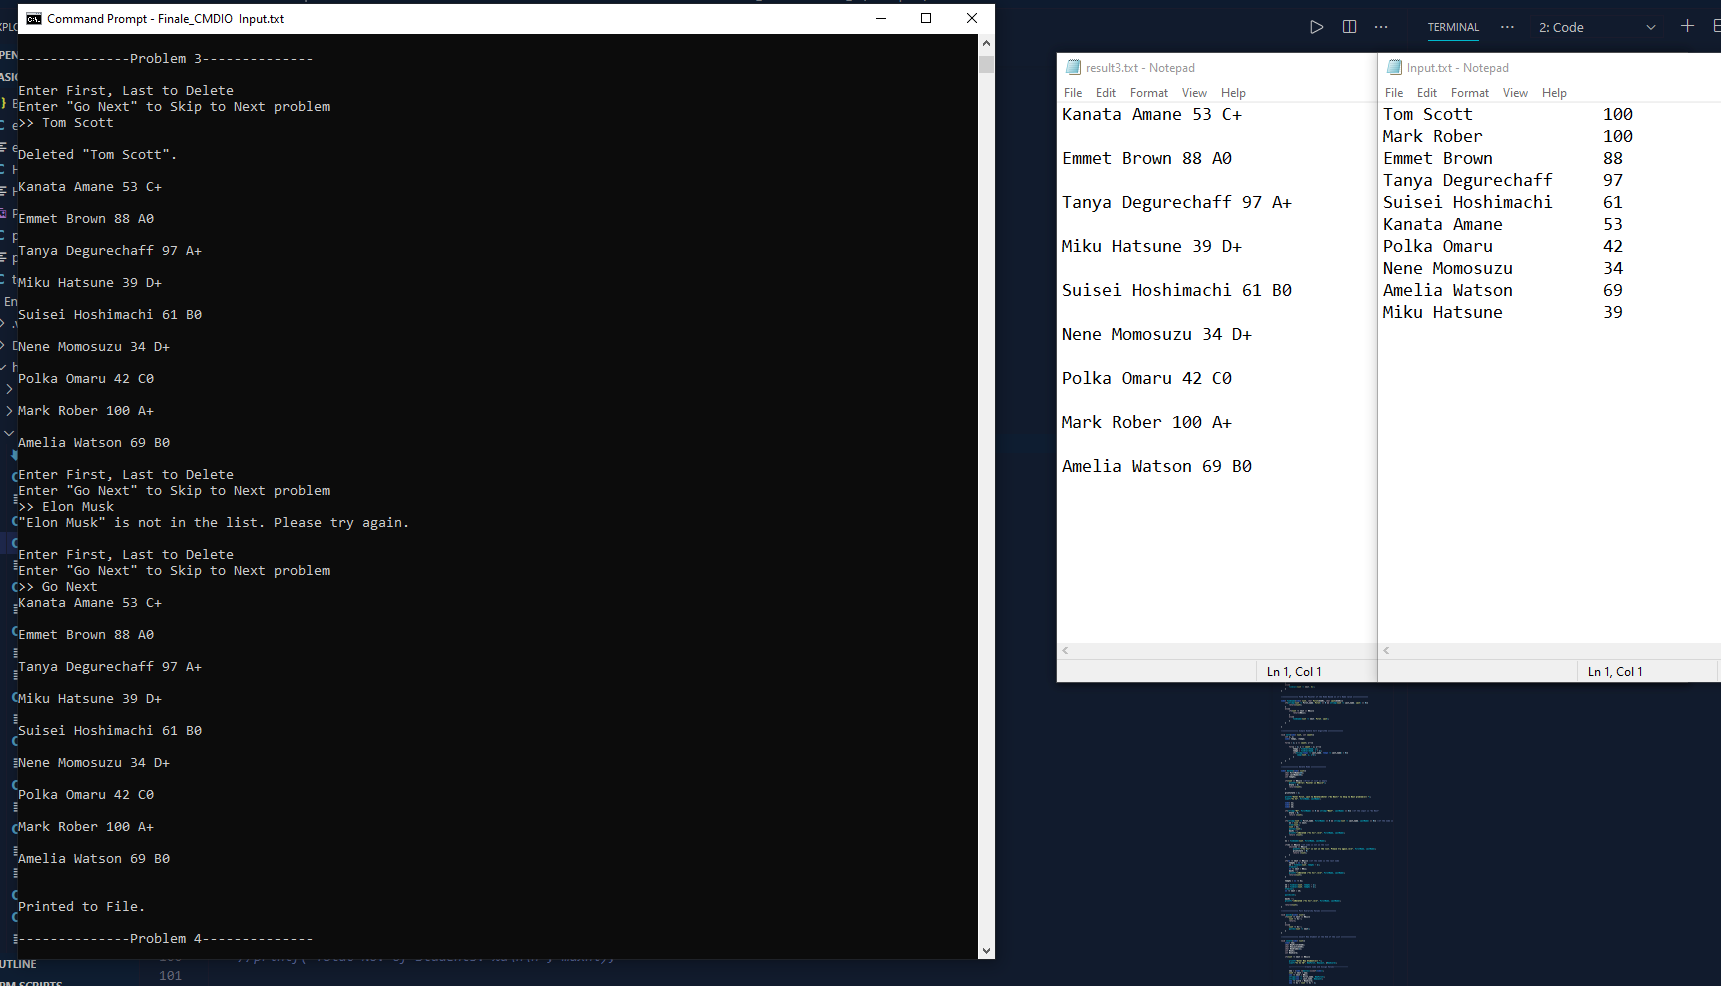 Command Prompt - Finale_CMDIO Input.txt
--------------Problem 3--------------
Enter First, Last to Delete
Enter "Go Next" to Skip to Next problem
>> Tom Scott
Deleted "Tom Scott".
Kanata Amane 53 C+
Emmet Brown 88 A0
Tanya Degurechaff 97 A+
Miku Hatsune 39 D+
Suisei Hoshimachi 61 B0
Nene Momosuzu 34 D+
Polka Omaru 42 C0
Mark Rober 100 A+
Amelia Watson 69 B0
Enter First, Last to Delete
Enter "Go Next" to Skip to Next problem
>> Elon Musk
"Elon Musk" is not in the list. Please try again.
Enter First, Last to Delete
Enter "Go Next" to Skip to Next problem
>> Go Next
Kanata Amane 53 C+
Emmet Brown 88 A0
Tanya Degurechaff 97 A+
Miku Hatsune 39 D+
Suisei Hoshimachi 61 B0
Nene Momosuzu 34 D+
Polka Omaru 42 C0
Mark Rober 100 A+
Amelia Watson 69 B0
Printed to File.
--------------Problem 4--------------
UTLINE
101
TERMINAL
2: Code
result3.txt - Notepad
File Edit Format View Help
Kanata Amane 53 C+
Emmet Brown 88 A0
Tanya Degurechaff 97 A+
Miku Hatsune 39 D+
Suisei Hoshimachi 61 B0
Nene Momosuzu 34 D+
Polka Omaru 42 C0
Mark Rober 100 A+
Amelia Watson 69 B0
Ln 1, Col 1
Input.txt - Notepad
File Edit Format View Help
Tom Scott 100
Mark Rober 100
Emmet Brown 88
Tanya Degurechaff 97
Suisei Hoshimachi 61
Kanata Amane 53
Polka Omaru 42
Nene Momosuzu 34
Amelia Watson 69
Miku Hatsune 39
Ln 1, Col 1